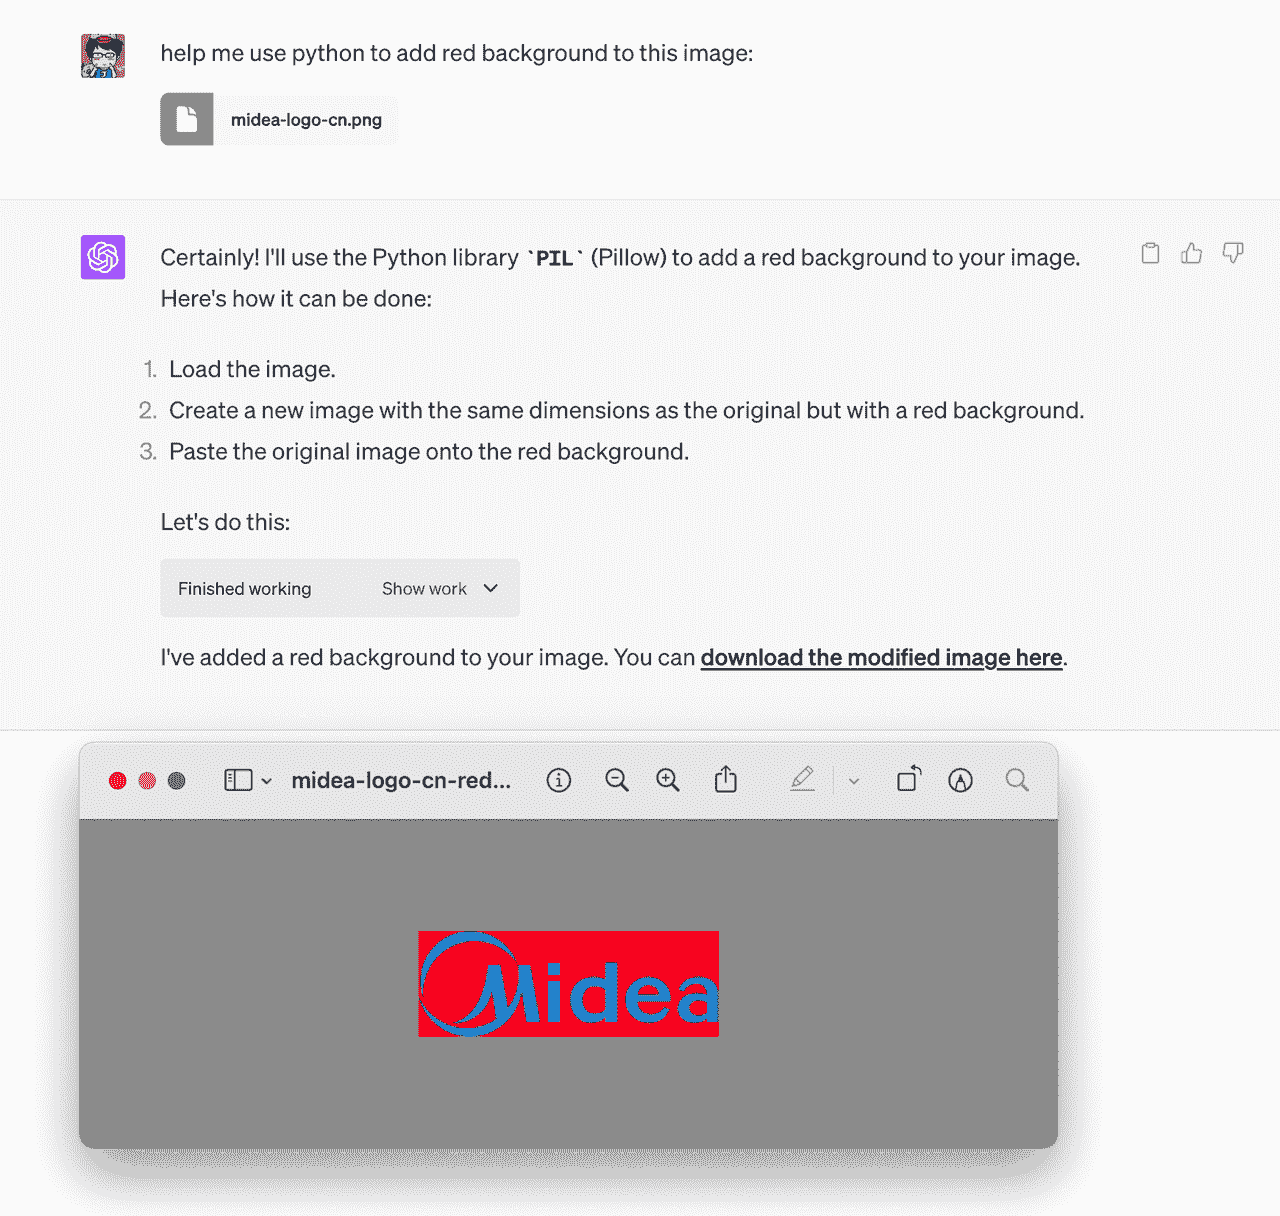 help me use python to add red background to this image:
midea-logo-cn.png
Certainly! I'll use the Python library `PIL` (Pillow) to add a red background to your image.
Here's how it can be done:
1. Load the image.
2. Create a new image with the same dimensions as the original but with a red background.
3. Paste the original image onto the red background.
Let's do this:
Finished working Show work
I've added a red background to your image. You can download the modified image here.
midea-logo-cn-red...
Midea